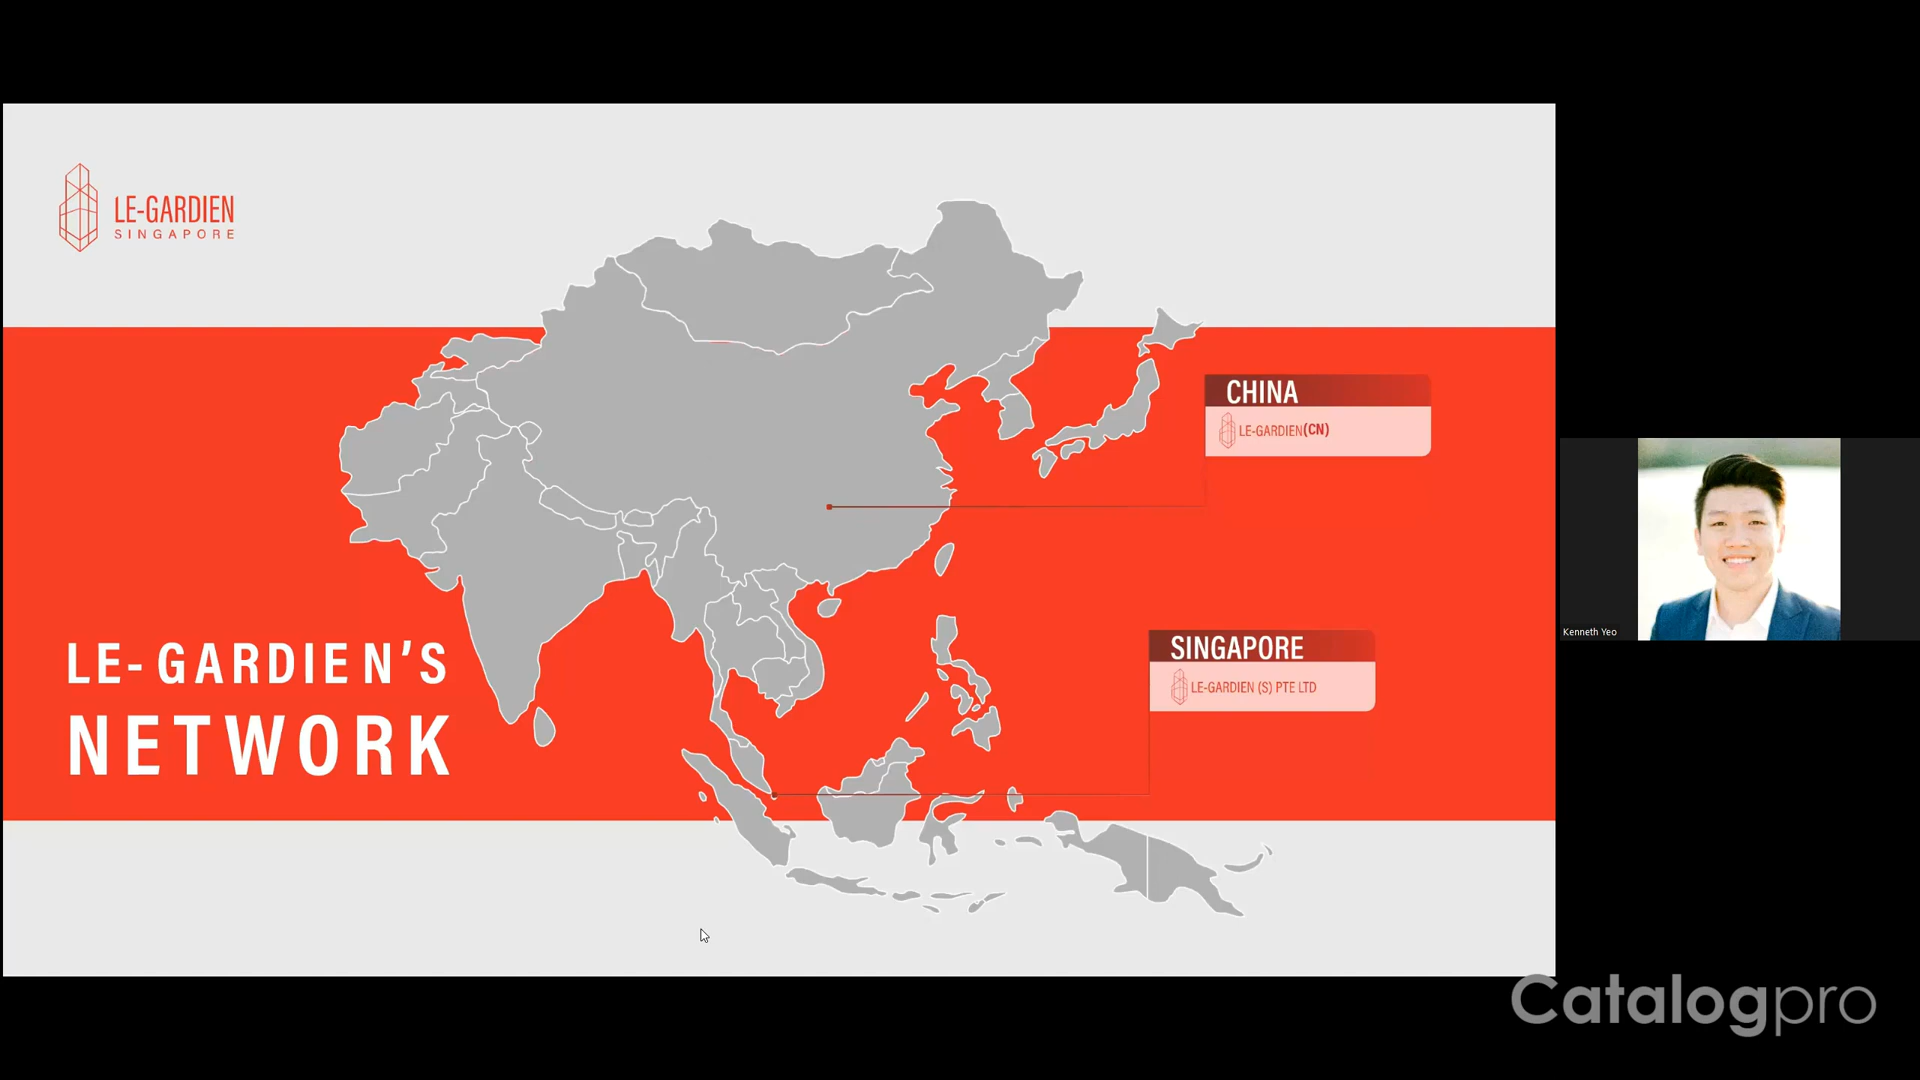 LE-GARDIEN
SINGAPORE
CHINA
LE-GARDIEN(CN)
SINGAPORE
LE-GARDIEN (S) PTE LTD
LE-GARDIEN’S
NETWORK
Kenneth Yeo
Catalogpro